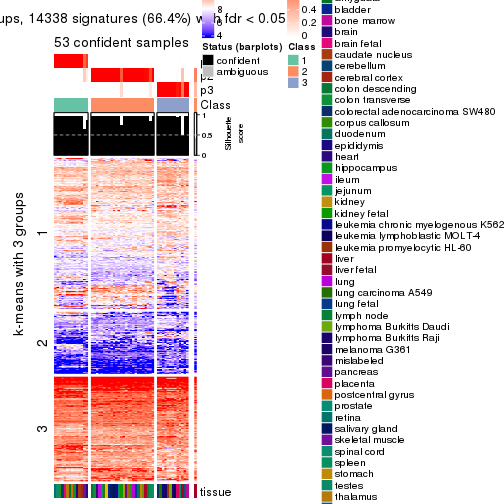 ups, 14338 signatures (66.4%) with fdr < 0.05
53 confident samples
p3
Class
1
0.5
0
Silhouette
score
8
6
4
0.4
0.2
0
Status (barplots)
confident
ambiguous
Class
1
2
3
k-means with 3 groups
1
2
3
tissue
bladder
bone marrow
brain
brain fetal
caudate nucleus
cerebellum
cerebral cortex
colon descending
colon transverse
colorectal adenocarcinoma SW480
corpus callosum
duodenum
epididymis
heart
hippocampus
ileum
jejunum
kidney
kidney fetal
leukemia chronic myelogenous K562
leukemia lymphoblastic MOLT-4
leukemia promyelocytic HL-60
liver
liver fetal
lung
lung carcinoma A549
lung fetal
lymph node
lymphoma Burkitts Daudi
lymphoma Burkitts Raji
melanoma G361
mislabeled
pancreas
placenta
postcentral gyrus
prostate
retina
salivary gland
skeletal muscle
spinal cord
spleen
stomach
testes
thalamus